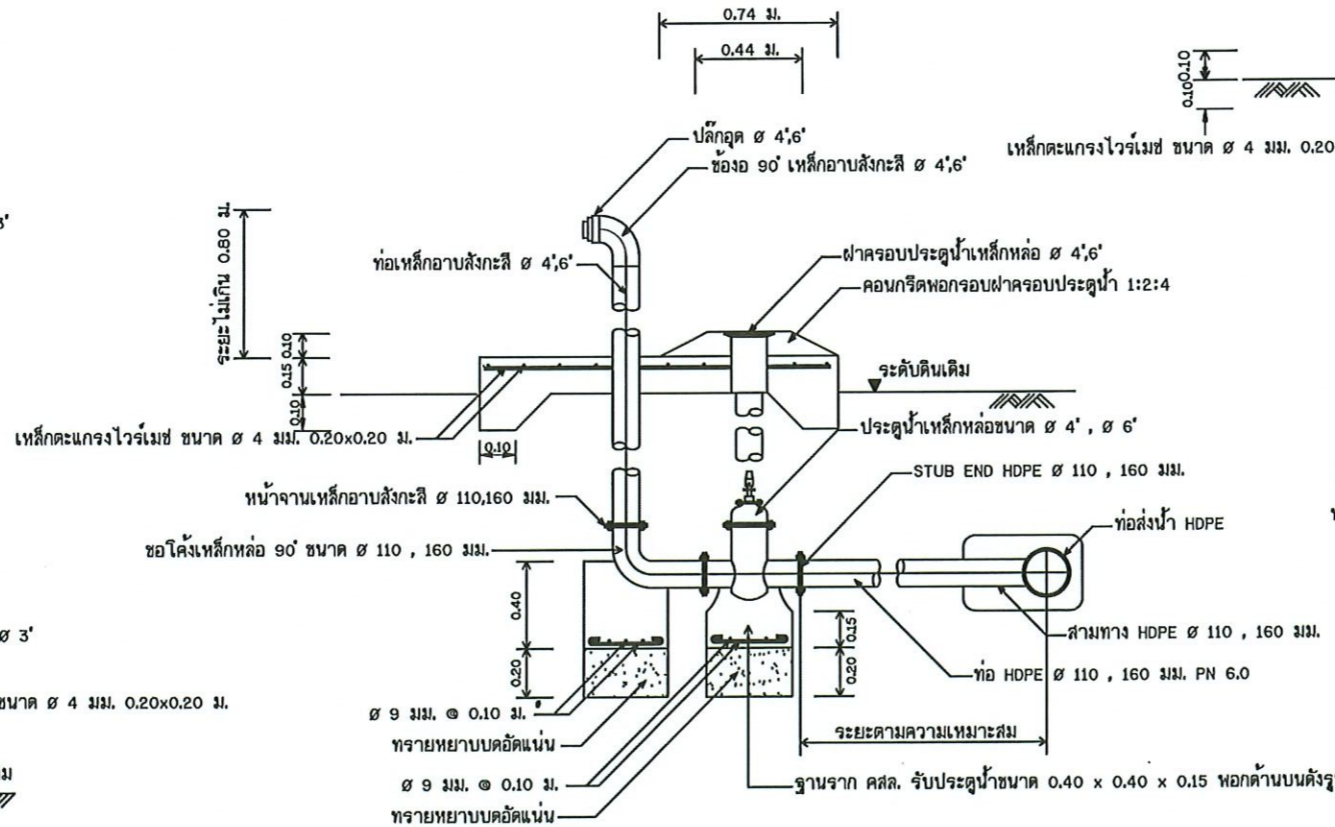 0.74 ม.
0.44 ม.
0.10
0.10
ปลั๊กอุด ø 4",6"
ข้องอ 90° เหล็กอาบสังกะสี ø 4",6"
เหล็กตะแกรงไวร์เมช ขนาด ø 4 มม. 0.20
3"
ระยะไม่เกิน 0.80 ม.
ท่อเหล็กอาบสังกะสี ø 4",6"
ฝาครอบประตูน้ำเหล็กหล่อ ø 4",6"
คอนกรีตพอกรอบฝาครอบประตูน้ำ 1:2:4
0.10
0.15
0.10
ระดับดินเดิม
เหล็กตะแกรงไวร์เมช ขนาด ø 4 มม. 0.20x0.20 ม.
0.10
ประตูน้ำเหล็กหล่อขนาด ø 4" , ø 6"
STUB END HDPE ø 110 , 160 มม.
หน้าจานเหล็กอาบสังกะสี ø 110,160 มม.
ท่อส่งน้ำ HDPE
ขอโค้งเหล็กหล่อ 90° ขนาด ø 110 , 160 มม.
0.40
0.20
0.15
0.20
ø 3"
สามทาง HDPE ø 110 , 160 มม.
ท่อ HDPE ø 110 , 160 มม. PN 6.0
ขนาด ø 4 มม. 0.20x0.20 ม.
ø 9 มม. @ 0.10 ม.
ระยะตามความเหมาะสม
ทรายหยาบบดอัดแน่น
ø 9 มม. @ 0.10 ม.
ฐานราก คสล. รับประตูน้ำขนาด 0.40 x 0.40 x 0.15 พอกด้านบนดังรูป
ทรายหยาบบดอัดแน่น